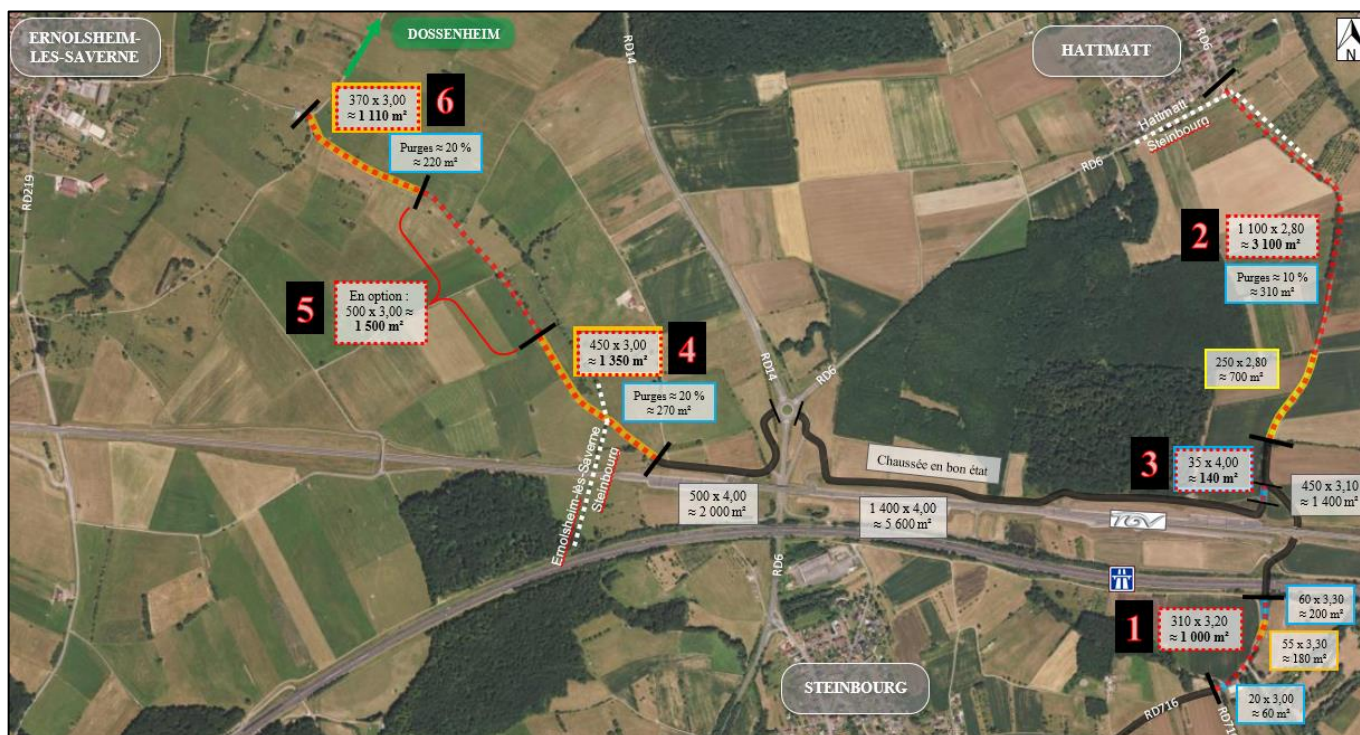 ERNOLSHEIM-
LES-SAVERNE
DOSSENHEIM
HATTMATT
N
RD14
RD6
370 x 3,00
≈ 1 110 m²
6
Purges ≈ 20 %
≈ 220 m²
RD219
Hattmatt
Steinbourg
RD6
2
1 100 x 2,80
≈ 3 100 m²
Purges ≈ 10 %
≈ 310 m²
5
En option :
500 x 3,00 ≈
1 500 m²
450 x 3,00
≈ 1 350 m²
4
Purges ≈ 20 %
≈ 270 m²
RD14
RD6
250 x 2,80
≈ 700 m²
Ernolsheim-lès-Saverne
Steinbourg
Chaussée en bon état
3
35 x 4,00
≈ 140 m²
450 x 3,10
≈ 1 400 m²
500 x 4,00
≈ 2 000 m²
1 400 x 4,00
≈ 5 600 m²
TGV
RD6
1
310 x 3,20
≈ 1 000 m²
60 x 3,30
≈ 200 m²
55 x 3,30
≈ 180 m²
STEINBOURG
RD716
20 x 3,00
≈ 60 m²